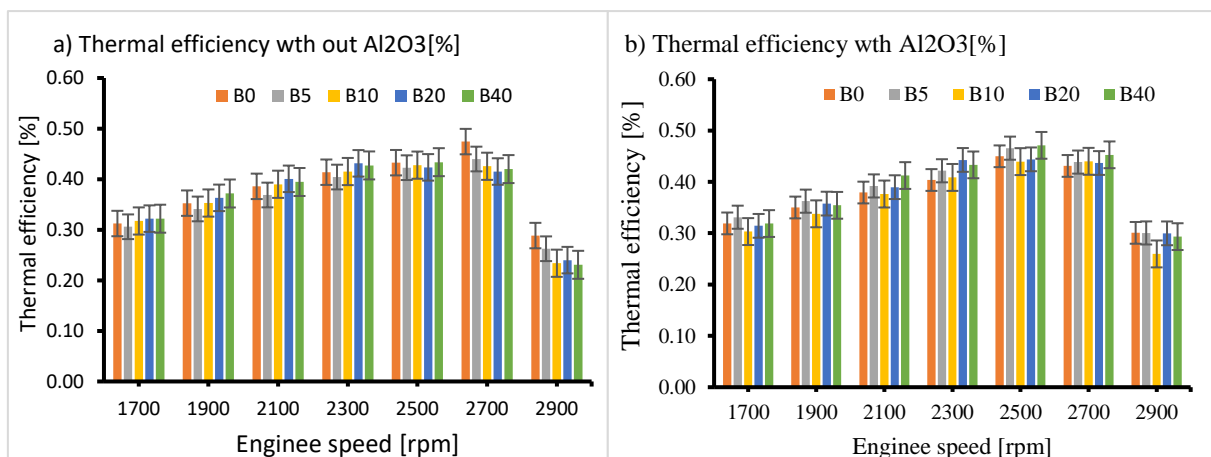 a) Thermal efficiency wth out Al2O3[%]
0.60
0.50
0.40
0.30
0.20
0.10
0.00
Thermal efficiency [%]
B0 B5 B10 B20 B40
1700 1900 2100 2300 2500 2700 2900
Enginee speed [rpm]
b) Thermal efficiency wth Al2O3[%]
0.60
0.50
0.40
0.30
0.20
0.10
0.00
Thermal efficiency [%]
B0 B5 B10 B20 B40
1700 1900 2100 2300 2500 2700 2900
Enginee speed [rpm]